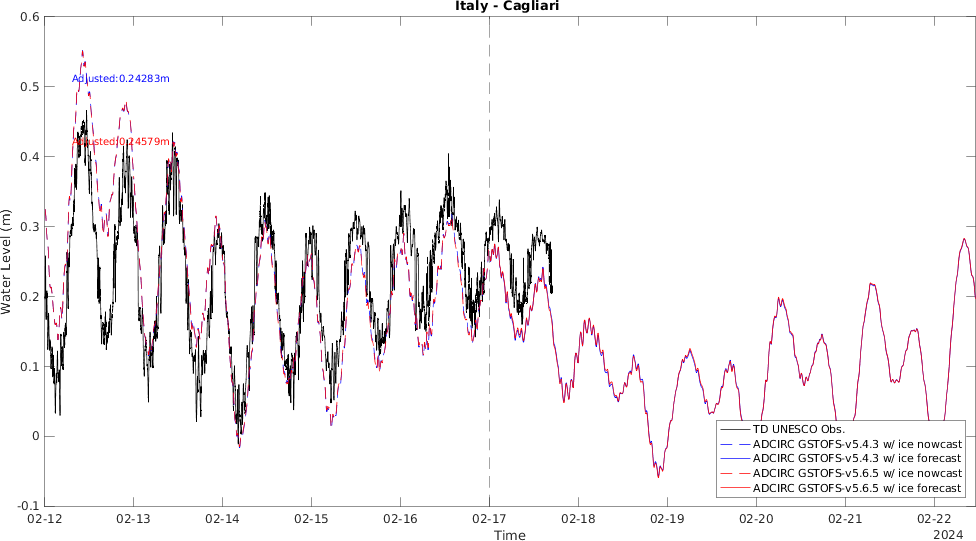 Italy - Cagliari
0.6
0.5
0.4
0.3
0.2
0.1
0
-0.1
Water Level (m)
Adjusted:0.24283m
Adjusted:0.24579m
TD UNESCO Obs.
ADCIRC GSTOFS-v5.4.3 w/ ice nowcast
ADCIRC GSTOFS-v5.4.3 w/ ice forecast
ADCIRC GSTOFS-v5.6.5 w/ ice nowcast
ADCIRC GSTOFS-v5.6.5 w/ ice forecast
02-12 02-13 02-14 02-15 02-16 02-17 02-18 02-19 02-20 02-21 02-22
Time
2024